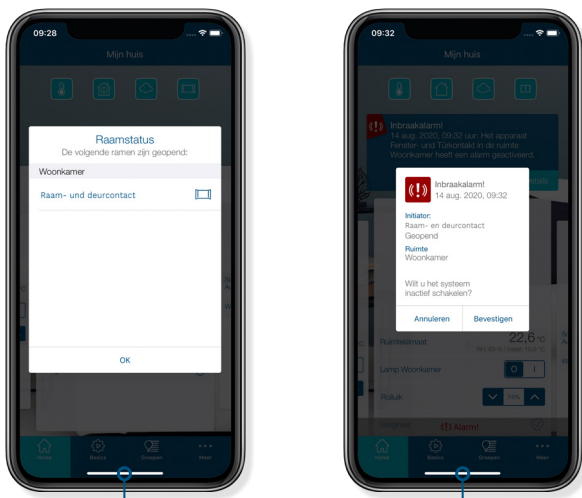 09:28
Mijn huis
Raamstatus
De volgende ramen zijn geopend:
Woonkamer
Raam- und deurcontact
OK
Home
Basics
Groepen
Meer
09:32
Mijn huis
Inbraakalarm!
14 aug. 2020, 09:32 uur: Het apparaat
Fenster- und Türkontakt in de ruimte
Woonkamer heeft een alarm geactiveerd.
Inbraakalarm!
14 aug. 2020, 09:32
Initiator:
Raam- en deurcontact
Geopend
Ruimte
Woonkamer
Wilt u het systeem
inactief schakelen?
Annuleren
Bevestigen
Ruimteklimaat
22,6 °C
Lamp Woonkamer
O I
Rolluik
74%
Alarm!
Home
Basics
Groepen
Meer